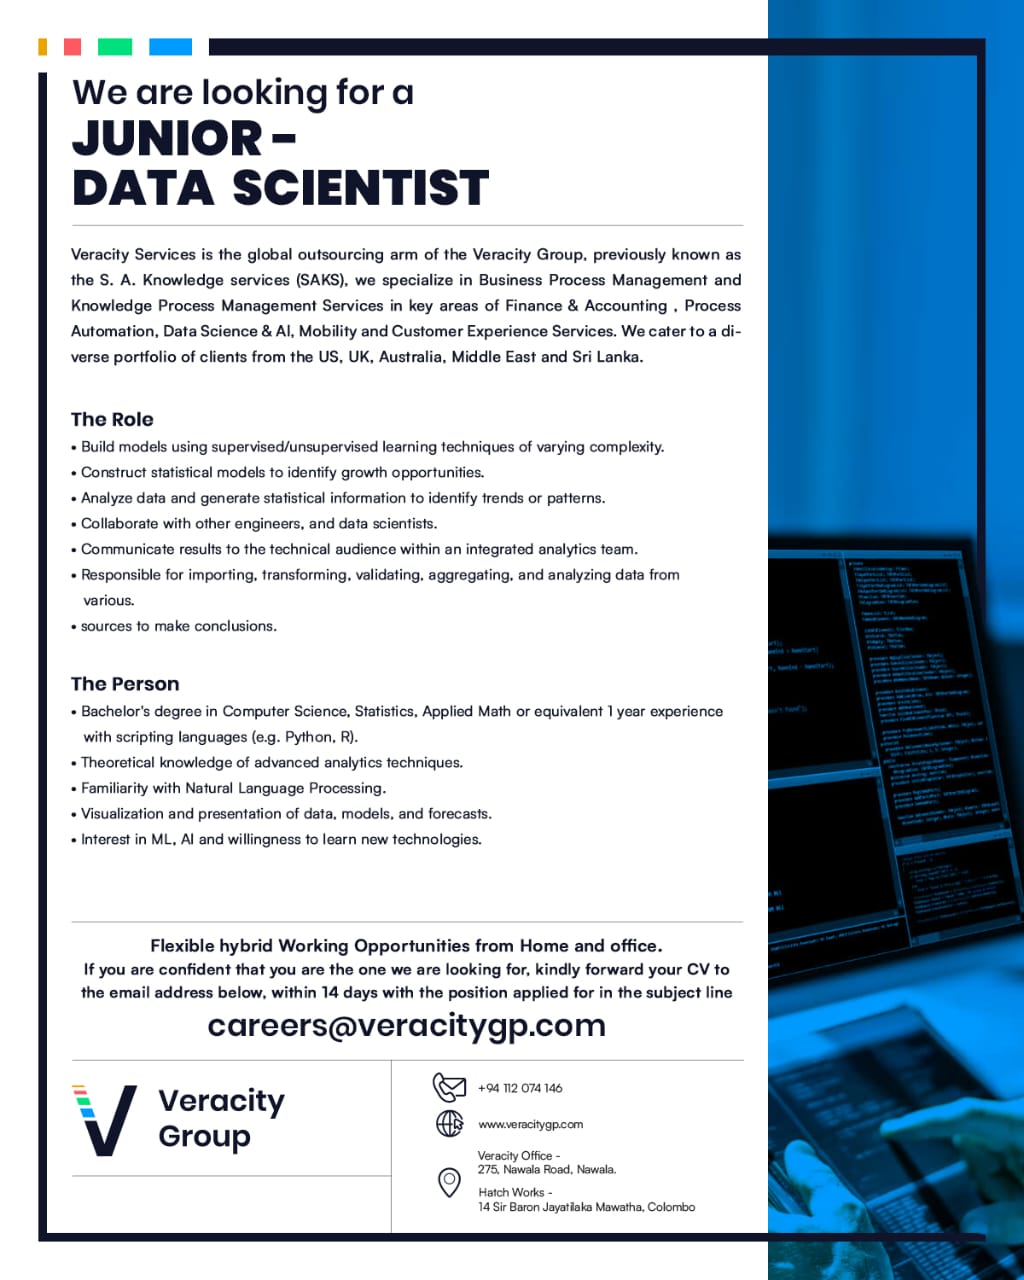 We are looking for a
JUNIOR -
DATA SCIENTIST
Veracity Services is the global outsourcing arm of the Veracity Group, previously known as
the S. A. Knowledge services (SAKS), we specialize in Business Process Management and
Knowledge Process Management Services in key areas of Finance & Accounting , Process
Automation, Data Science & AI, Mobility and Customer Experience Services. We cater to a di-
verse portfolio of clients from the US, UK, Australia, Middle East and Sri Lanka.
The Role
• Build models using supervised/unsupervised learning techniques of varying complexity.
• Construct statistical models to identify growth opportunities.
• Analyze data and generate statistical information to identify trends or patterns.
• Collaborate with other engineers, and data scientists.
• Communicate results to the technical audience within an integrated analytics team.
• Responsible for importing, transforming, validating, aggregating, and analyzing data from
various.
• sources to make conclusions.
The Person
• Bachelor's degree in Computer Science, Statistics, Applied Math or equivalent 1 year experience
with scripting languages (e.g. Python, R).
• Theoretical knowledge of advanced analytics techniques.
• Familiarity with Natural Language Processing.
• Visualization and presentation of data, models, and forecasts.
• Interest in ML, AI and willingness to learn new technologies.
Flexible hybrid Working Opportunities from Home and office.
If you are confident that you are the one we are looking for, kindly forward your CV to
the email address below, within 14 days with the position applied for in the subject line
careers@veracitygp.com
Veracity
Group
+94 112 074 146
www.veracitygp.com
Veracity Office -
275, Nawala Road, Nawala.
Hatch Works -
14 Sir Baron Jayatilaka Mawatha, Colombo